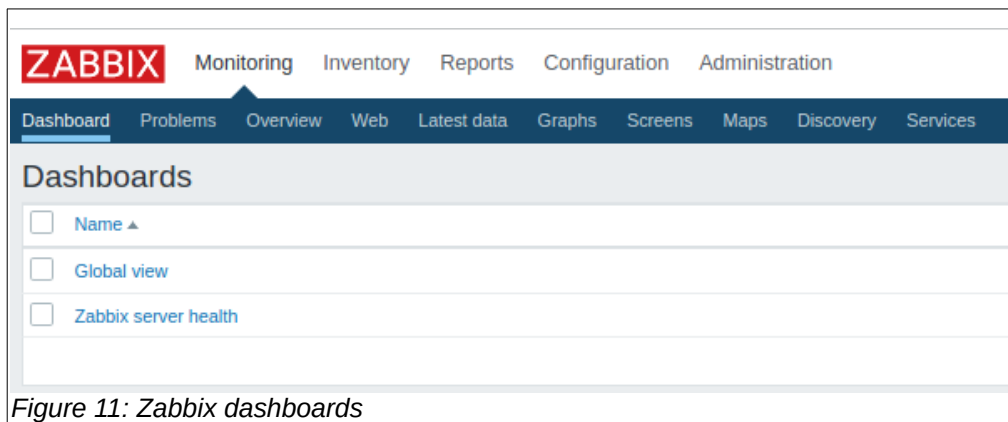 ZABBIX Monitoring Inventory Reports Configuration Administration
Dashboard Problems Overview Web Latest data Graphs Screens Maps Discovery Services
Dashboards
Name
Global view
Zabbix server health
Figure 11: Zabbix dashboards